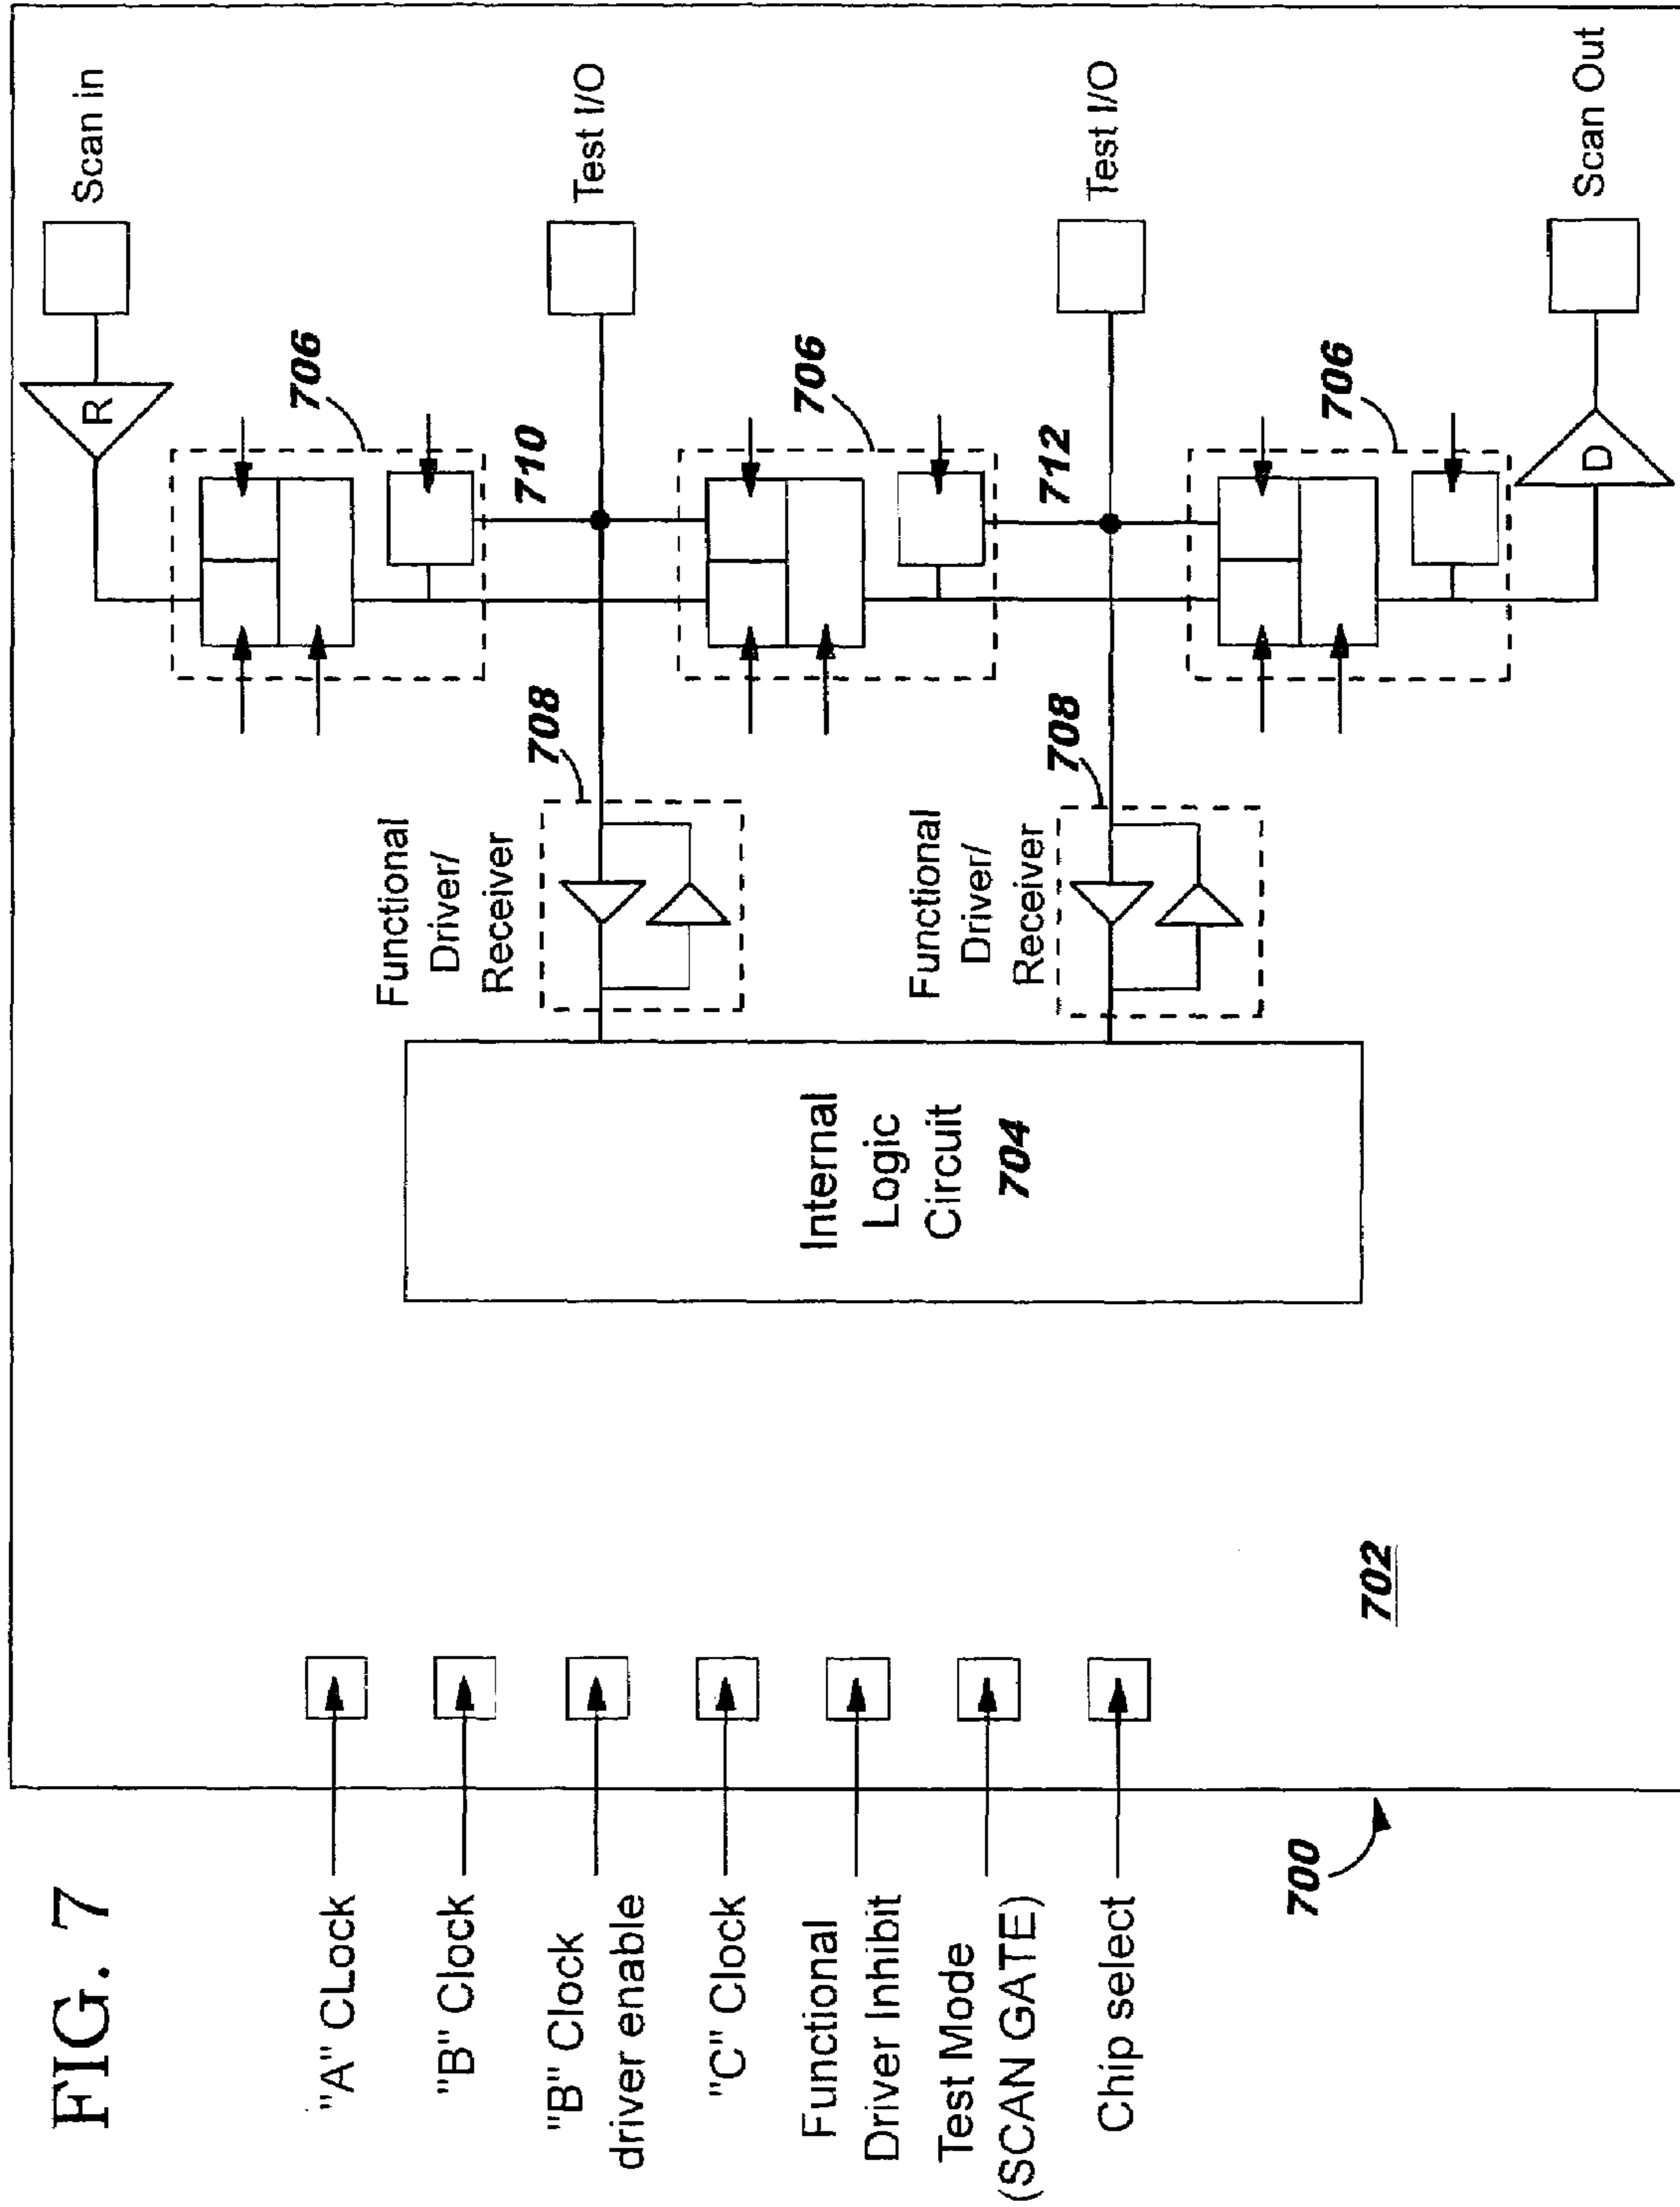 FIG. 7
"A" CLock
"B" Clock
"B" Clock
driver enable
"C" Clock
Functional
Driver Inhibit
Test Mode
(SCAN GATE)
Chip select
700
702
Internal
Logic
Circuit
704
Functional
Driver/
Receiver
708
Functional
Driver/
Receiver
708
706
710
706
712
706
R
D
Scan in
Test I/O
Test I/O
Scan Out